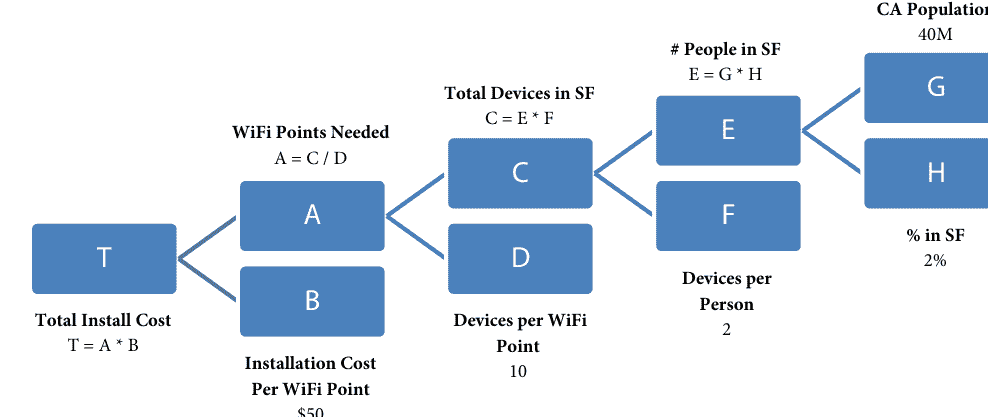 CA Population
40M
G
H
% in SF
2%
# People in SF
E = G * H
E
F
Devices per
Person
2
Total Devices in SF
C = E * F
C
D
Devices per WiFi
Point
10
WiFi Points Needed
A = C / D
A
B
Installation Cost
Per WiFi Point
$50
T
Total Install Cost
T = A * B